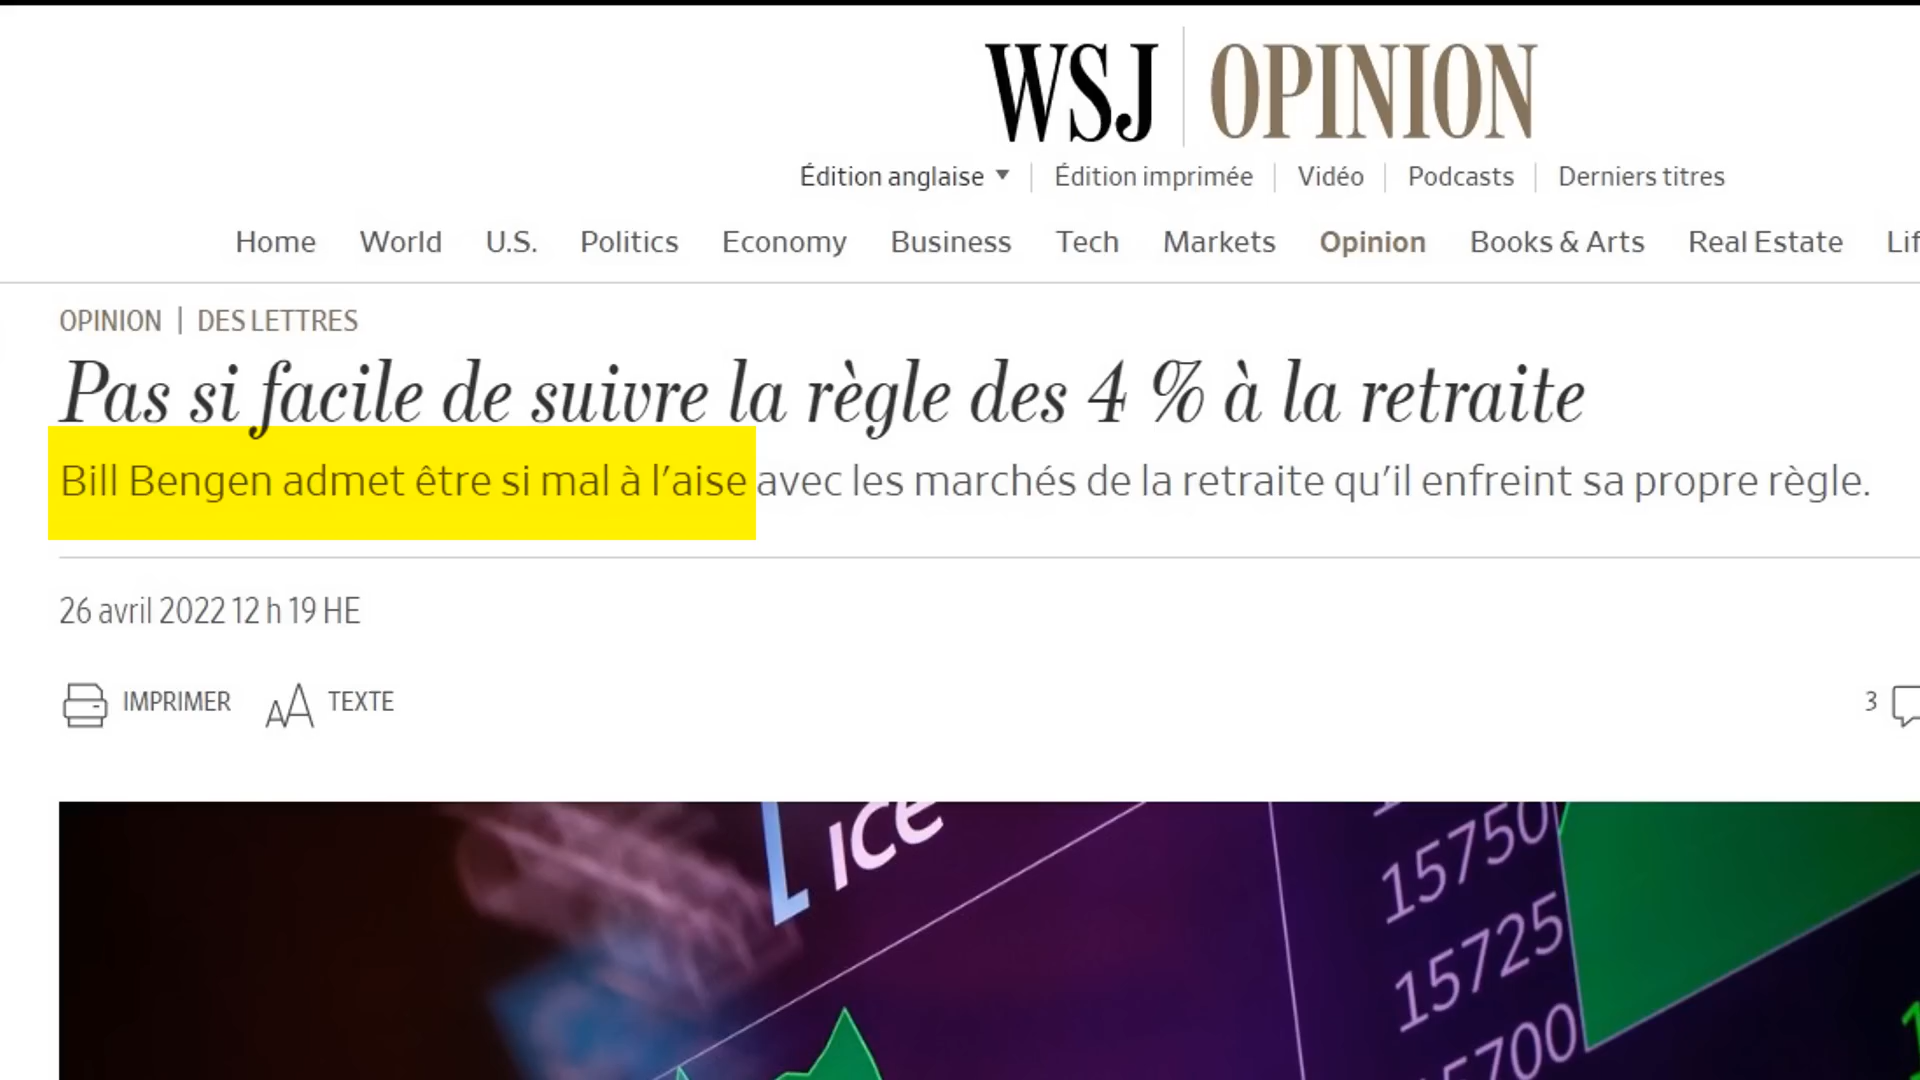 WSJ OPINION
Édition anglaise Édition imprimée Vidéo Podcasts Derniers titres
Home World U.S. Politics Economy Business Tech Markets Opinion Books & Arts Real Estate
OPINION | DES LETTRES
Pas si facile de suivre la règle des 4 % à la retraite
Bill Bengen admet être si mal à l’aise avec les marchés de la retraite qu’il enfreint sa propre règle.
26 avril 2022 12 h 19 HE
IMPRIMER AA TEXTE
3
ice
15750
15725
15700